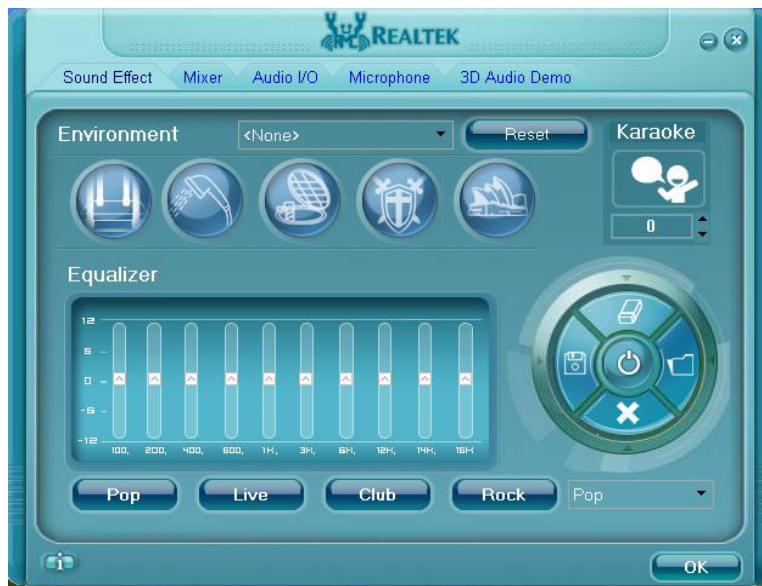 REALTEK
Sound Effect Mixer Audio I/O Microphone 3D Audio Demo
Environment <None> Reset Karaoke
0
Equalizer
12
6
0
-6
-12
100, 200, 400, 600, 1K, 3K, 6K, 12K, 14K, 16K
Pop Live Club Rock Pop
i
OK